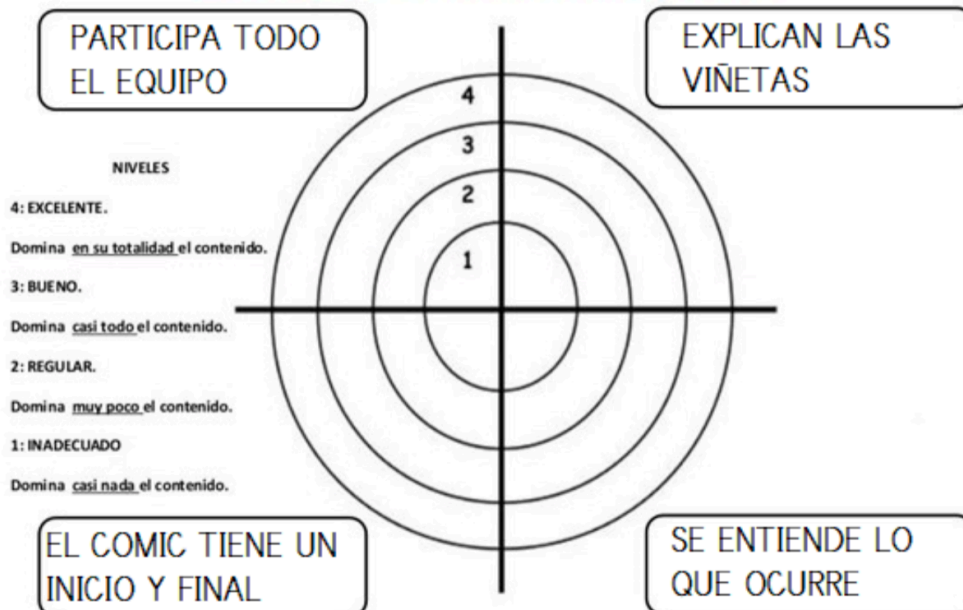 PARTICIPA TODO
EL EQUIPO
EXPLICAN LAS
VIÑETAS
4
3
2
1
NIVELES
4: EXCELENTE.
Domina en su totalidad el contenido.
3: BUENO.
Domina casi todo el contenido.
2: REGULAR.
Domina muy poco el contenido.
1: INADECUADO
Domina casi nada el contenido.
EL COMIC TIENE UN
INICIO Y FINAL
SE ENTIENDE LO
QUE OCURRE